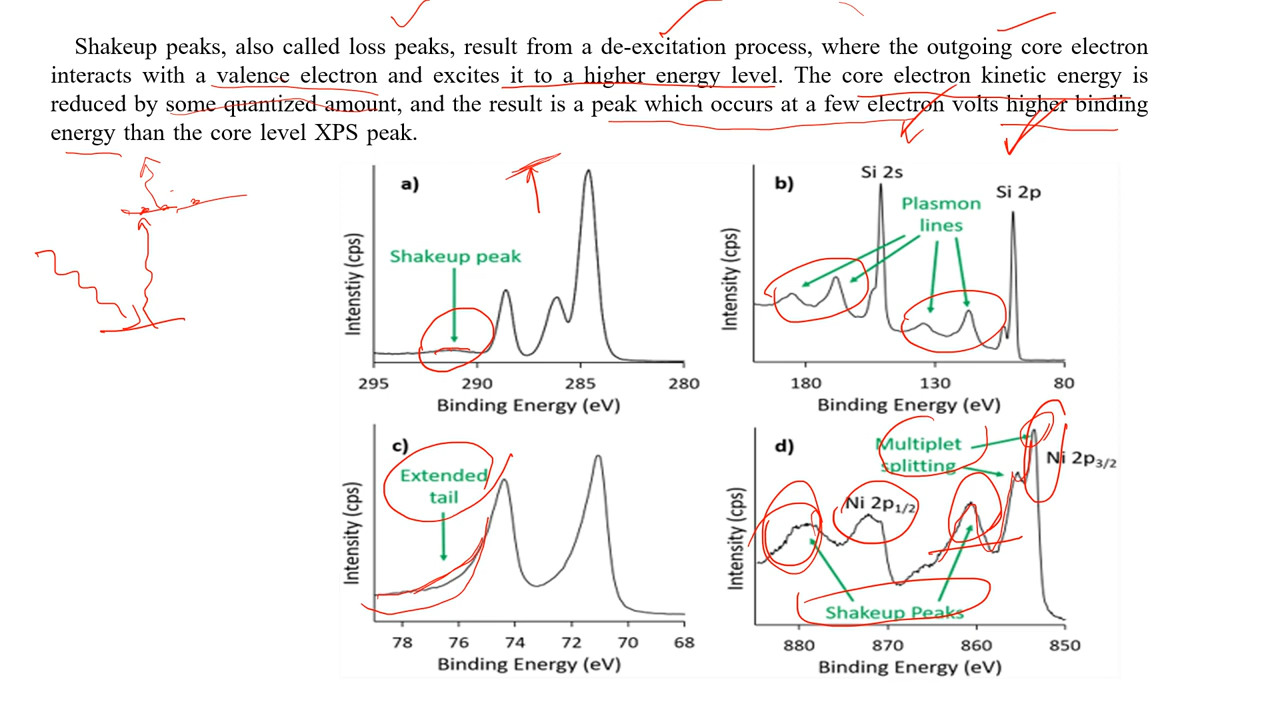 Shakeup peaks, also called loss peaks, result from a de-excitation process, where the outgoing core electron
interacts with a valence electron and excites it to a higher energy level. The core electron kinetic energy is
reduced by some quantized amount, and the result is a peak which occurs at a few electron volts higher binding
energy than the core level XPS peak.
a)
Shakeup peak
Intenstiy (cps)
295 290 285 280
Binding Energy (eV)
b)
Si 2s
Si 2p
Plasmon
lines
Intensity (cps)
180 130 80
Binding Energy (eV)
c)
Extended
tail
Intensity (cps)
78 76 74 72 70 68
Binding Energy (eV)
d)
Multiplet
splitting
Ni 2p3/2
Ni 2p1/2
Shakeup Peaks
Intensity (cps)
880 870 860 850
Binding Energy (eV)